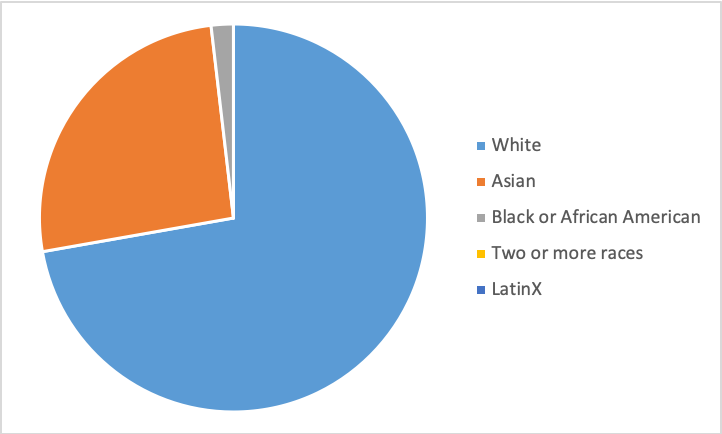 White
Asian
Black or African American
Two or more races
LatinX